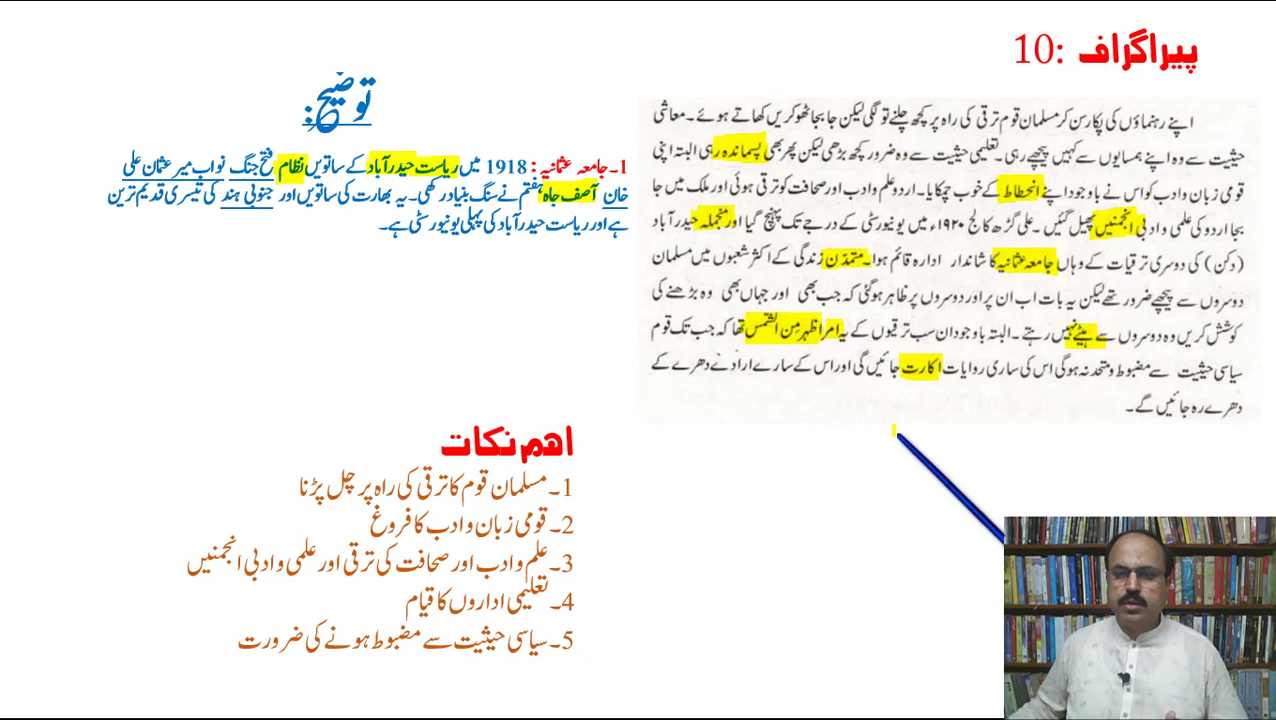 پیراگراف :10
اپنے رہنماؤں کی پکار سن کر مسلمان قوم ترقی کی راہ پر کچھ چلنے تو لگی لیکن جا بجا ٹھوکریں کھاتے ہوئے۔ معاشی
حیثیت سے وہ اپنے ہمسایوں سے کہیں پیچھے رہی۔ تعلیمی حیثیت سے وہ ضرور کچھ بڑھی لیکن پھر بھی پسماندہ رہی البتہ اپنی
قومی زبان و ادب کو اس نے باوجود اپنے انحطاط کے خوب چمکایا۔ اردو علم و ادب اور صحافت کو ترقی ہوئی اور ملک میں جا
بجا اردو کی علمی و ادبی انجمنیں پھیل گئیں۔ علی گڑھ کالج ۱۹۲۰ء میں یونیورسٹی کے درجے تک پہنچ گیا اور منجملہ حیدرآباد
(دکن) کی دوسری ترقیات کے وہاں جامعہ عثمانیہ کا شاندار ادارہ قائم ہوا۔ متمدّن زندگی کے اکثر شعبوں میں مسلمان
دوسروں سے پیچھے ضرور تھے لیکن یہ بات اب ان پر اور دوسروں پر ظاہر ہوگئی کہ جب بھی اور جہاں بھی وہ بڑھنے کی
کوشش کریں وہ دوسروں سے ہیٹے نہیں رہتے۔ البتہ باوجود ان سب ترقیوں کے یہ امر اظہر من الشمس تھا کہ جب تک قوم
سیاسی حیثیت سے مضبوط و متحد نہ ہوگی اس کی ساری روایات اکارت جائیں گی اور اس کے سارے ارادے دھرے کے
دھرے رہ جائیں گے۔
توضیح:
1۔ جامعہ عثمانیہ: 1918 میں ریاست حیدرآباد کے ساتویں نظام فتح جنگ نواب میر عثمان علی
خان آصف جاہ ہفتم نے سنگ بنیاد رکھی۔ یہ بھارت کی ساتویں اور جنوبی ہند کی تیسری قدیم ترین
ہے اور ریاست حیدرآباد کی پہلی یونیورسٹی ہے۔
اہم نکات
1۔ مسلمان قوم کا ترقی کی راہ پر چل پڑنا
2۔ قومی زبان و ادب کا فروغ
3۔ علم و ادب اور صحافت کی ترقی اور علمی و ادبی انجمنیں
4۔ تعلیمی اداروں کا قیام
5۔ سیاسی حیثیت سے مضبوط ہونے کی ضرورت